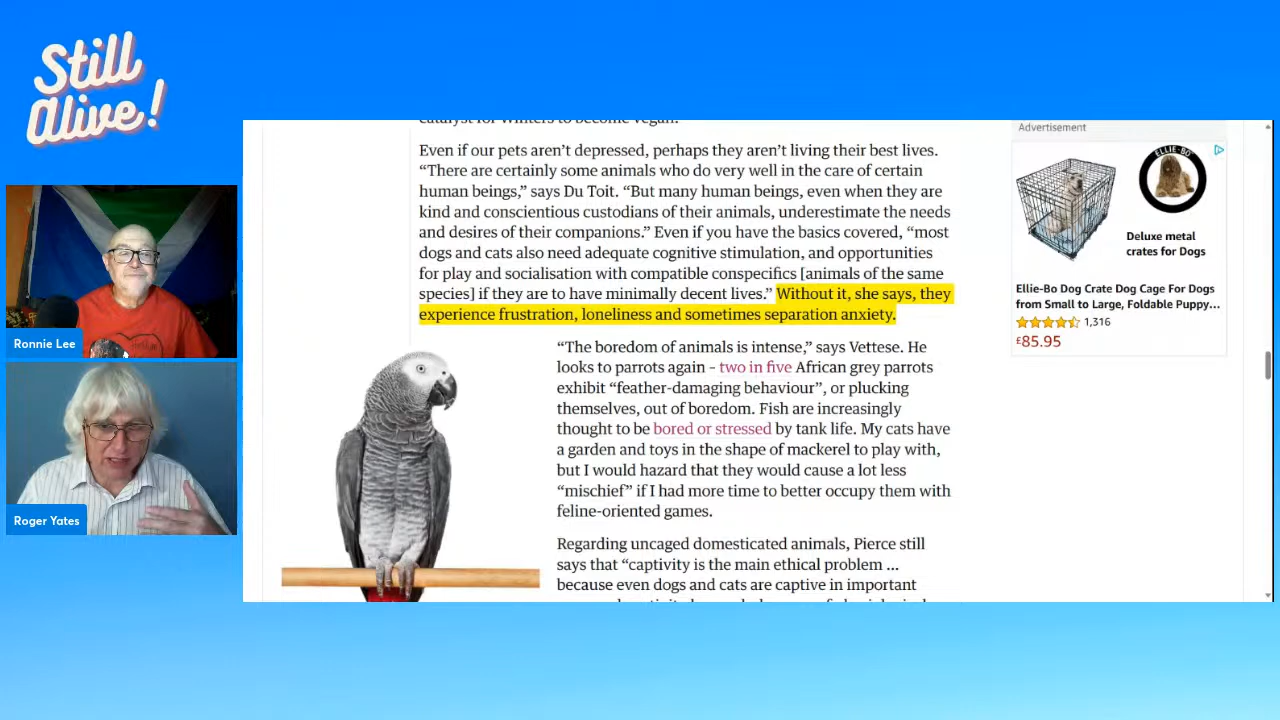 Still
Alive!
Ronnie Lee
Roger Yates
catalyst for Winters to become vegan.
Even if our pets aren’t depressed, perhaps they aren’t living their best lives.
“There are certainly some animals who do very well in the care of certain
human beings,” says Du Toit. “But many human beings, even when they are
kind and conscientious custodians of their animals, underestimate the needs
and desires of their companions.” Even if you have the basics covered, “most
dogs and cats also need adequate cognitive stimulation, and opportunities
for play and socialisation with compatible conspecifics [animals of the same
species] if they are to have minimally decent lives.” Without it, she says, they
experience frustration, loneliness and sometimes separation anxiety.
“The boredom of animals is intense,” says Vettese. He
looks to parrots again – two in five African grey parrots
exhibit “feather-damaging behaviour”, or plucking
themselves, out of boredom. Fish are increasingly
thought to be bored or stressed by tank life. My cats have
a garden and toys in the shape of mackerel to play with,
but I would hazard that they would cause a lot less
“mischief” if I had more time to better occupy them with
feline-oriented games.
Regarding uncaged domesticated animals, Pierce still
says that “captivity is the main ethical problem ...
because even dogs and cats are captive in important
Advertisement
ELLIE-BO
Deluxe metal
crates for Dogs
Ellie-Bo Dog Crate Dog Cage For Dogs
from Small to Large, Foldable Puppy...
1,316
£85.95